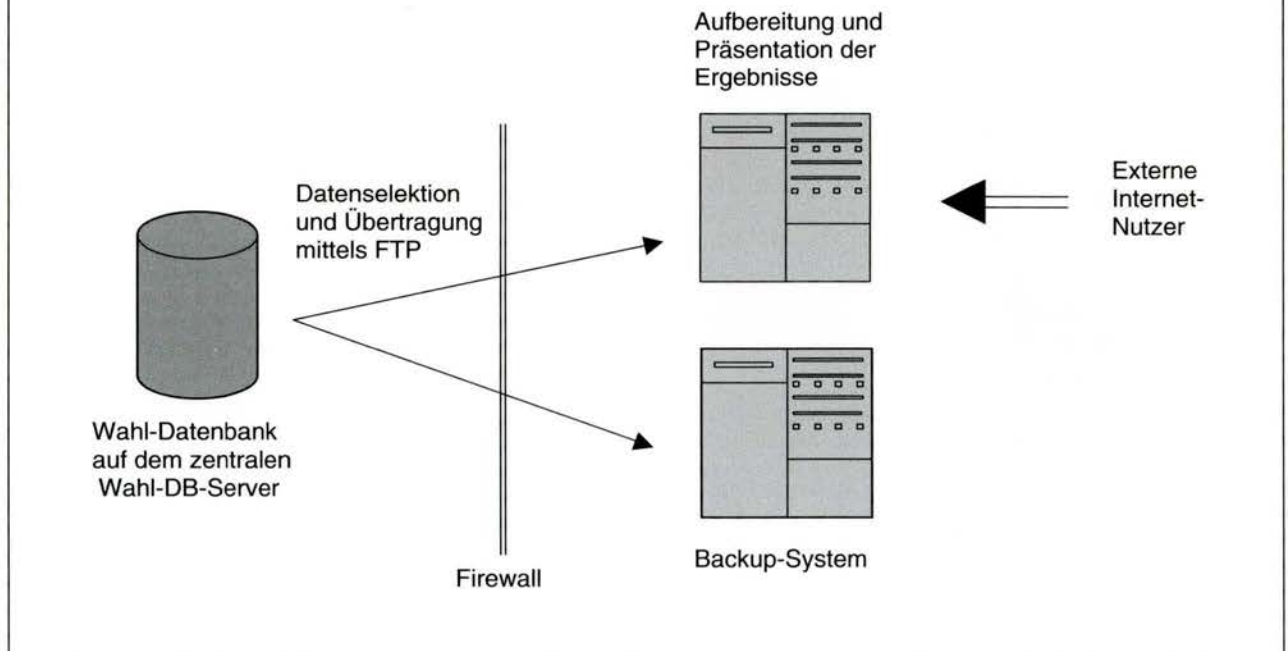 Aufbereitung und
Präsentation der
Ergebnisse
Datenselektion
und Übertragung
mittels FTP
Externe
Internet-
Nutzer
Wahl-Datenbank
auf dem zentralen
Wahl-DB-Server
Firewall
Backup-System